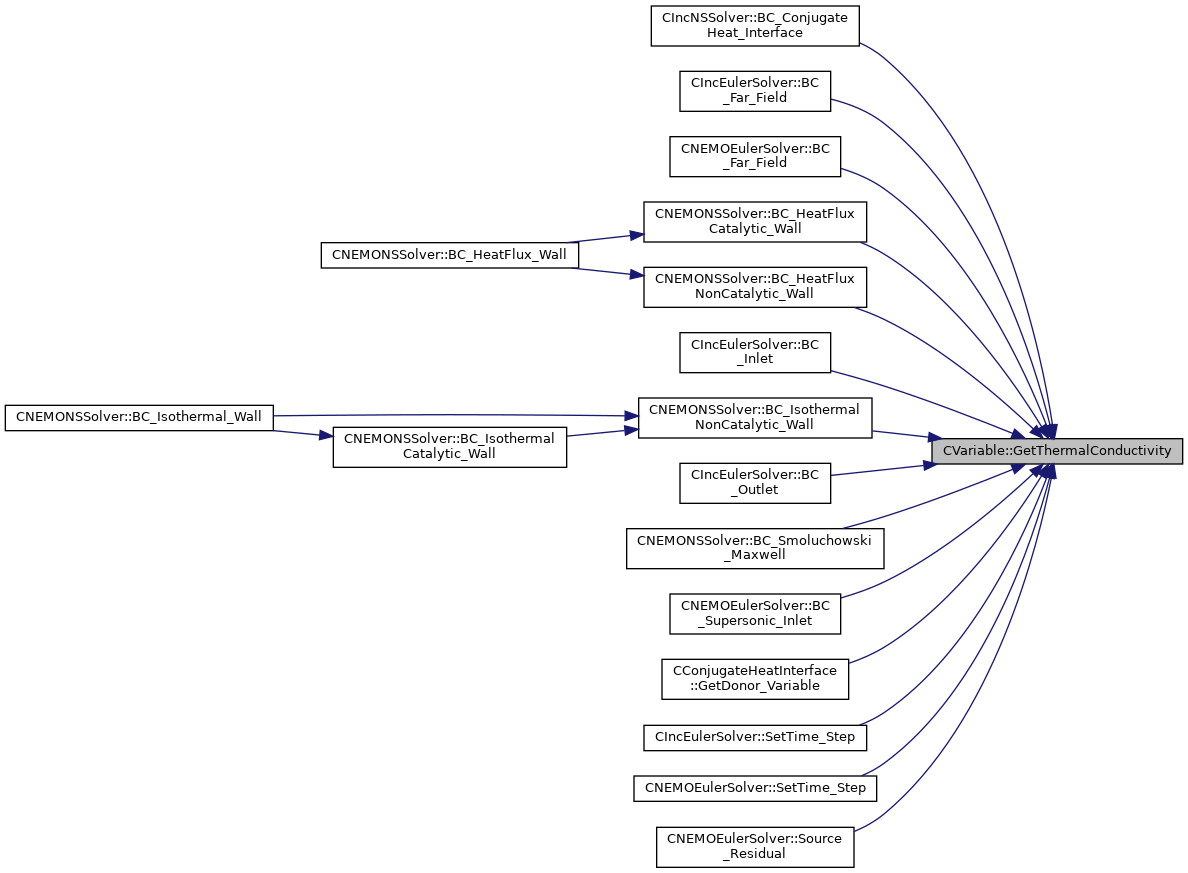 CIncNSSolver::BC_Conjugate
Heat_Interface
CIncEulerSolver::BC
_Far_Field
CNEMOEulerSolver::BC
_Far_Field
CNEMONSSolver::BC_HeatFlux
Catalytic_Wall
CNEMONSSolver::BC_HeatFlux_Wall
CNEMONSSolver::BC_HeatFlux
NonCatalytic_Wall
CIncEulerSolver::BC
_Inlet
CNEMONSSolver::BC_Isothermal_Wall
CNEMONSSolver::BC_Isothermal
NonCatalytic_Wall
CNEMONSSolver::BC_Isothermal
Catalytic_Wall
CVariable::GetThermalConductivity
CIncEulerSolver::BC
_Outlet
CNEMONSSolver::BC_Smoluchowski
_Maxwell
CNEMOEulerSolver::BC
_Supersonic_Inlet
CConjugateHeatInterface
::GetDonor_Variable
CIncEulerSolver::SetTime_Step
CNEMOEulerSolver::SetTime_Step
CNEMOEulerSolver::Source
_Residual